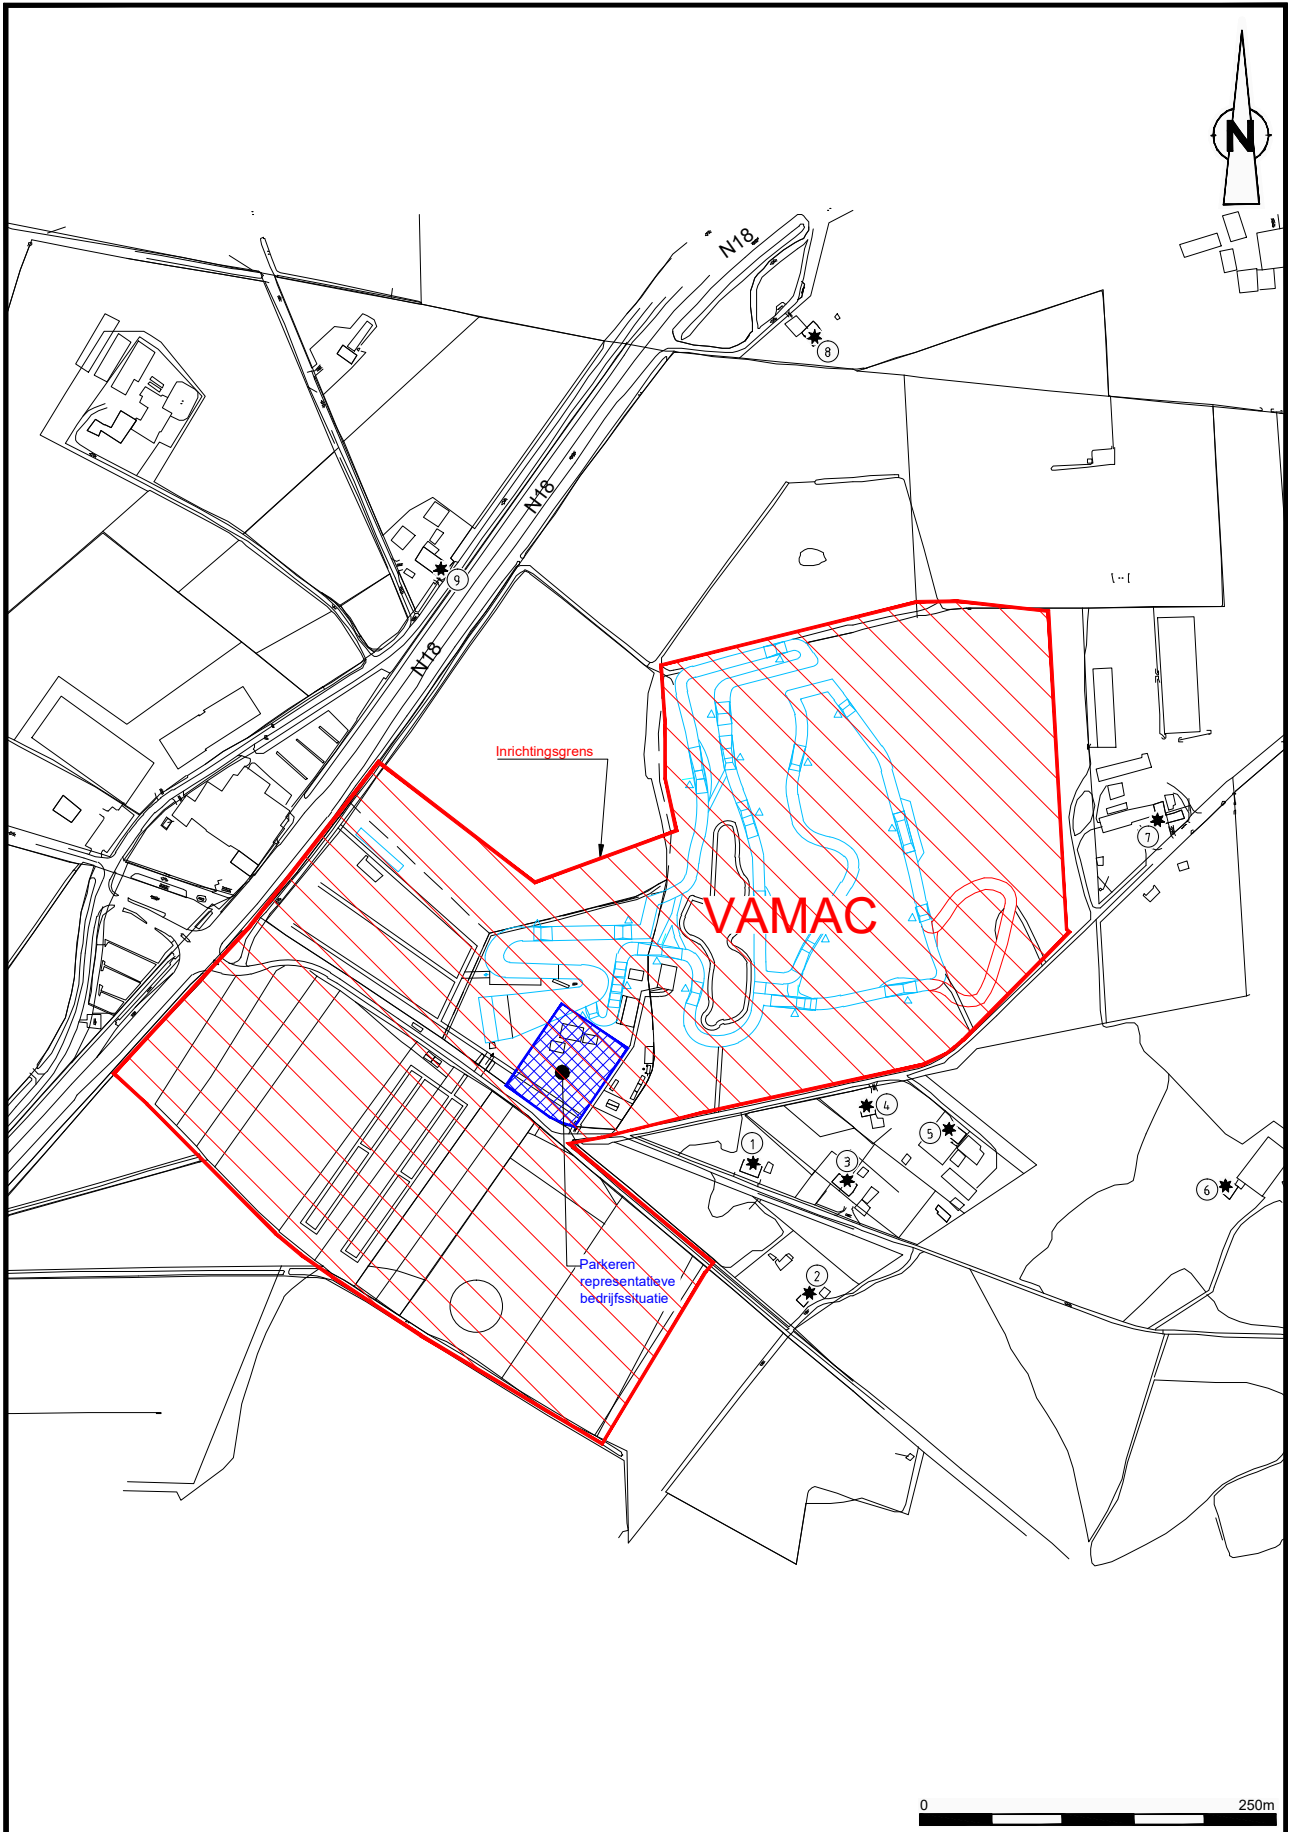 N
N18
8
N18
9
N18
Inrichtingsgrens
7
VAMAC
4
5
1
3
6
Parkeren
representatieve
bedrijfssituatie
2
0 250m